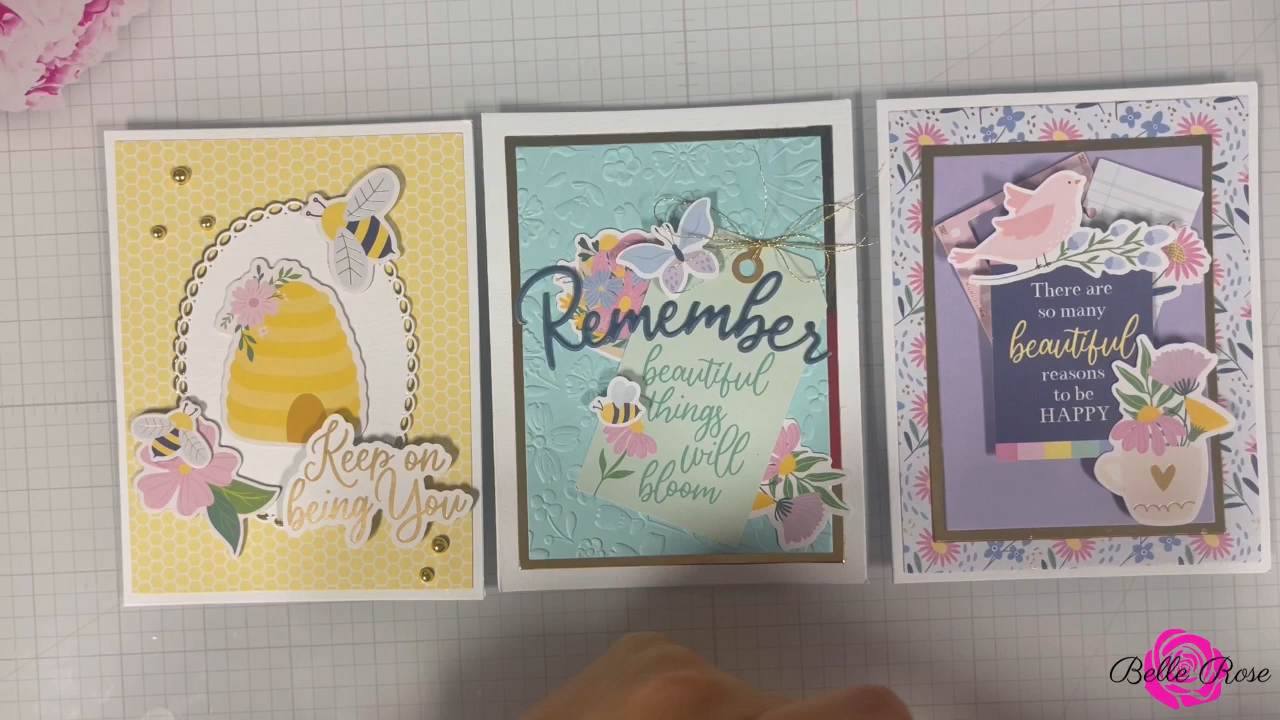 Keep on
being You
Remember
beautiful
things
will
bloom
There are
so many
beautiful
reasons
to be
HAPPY
Belle Rose